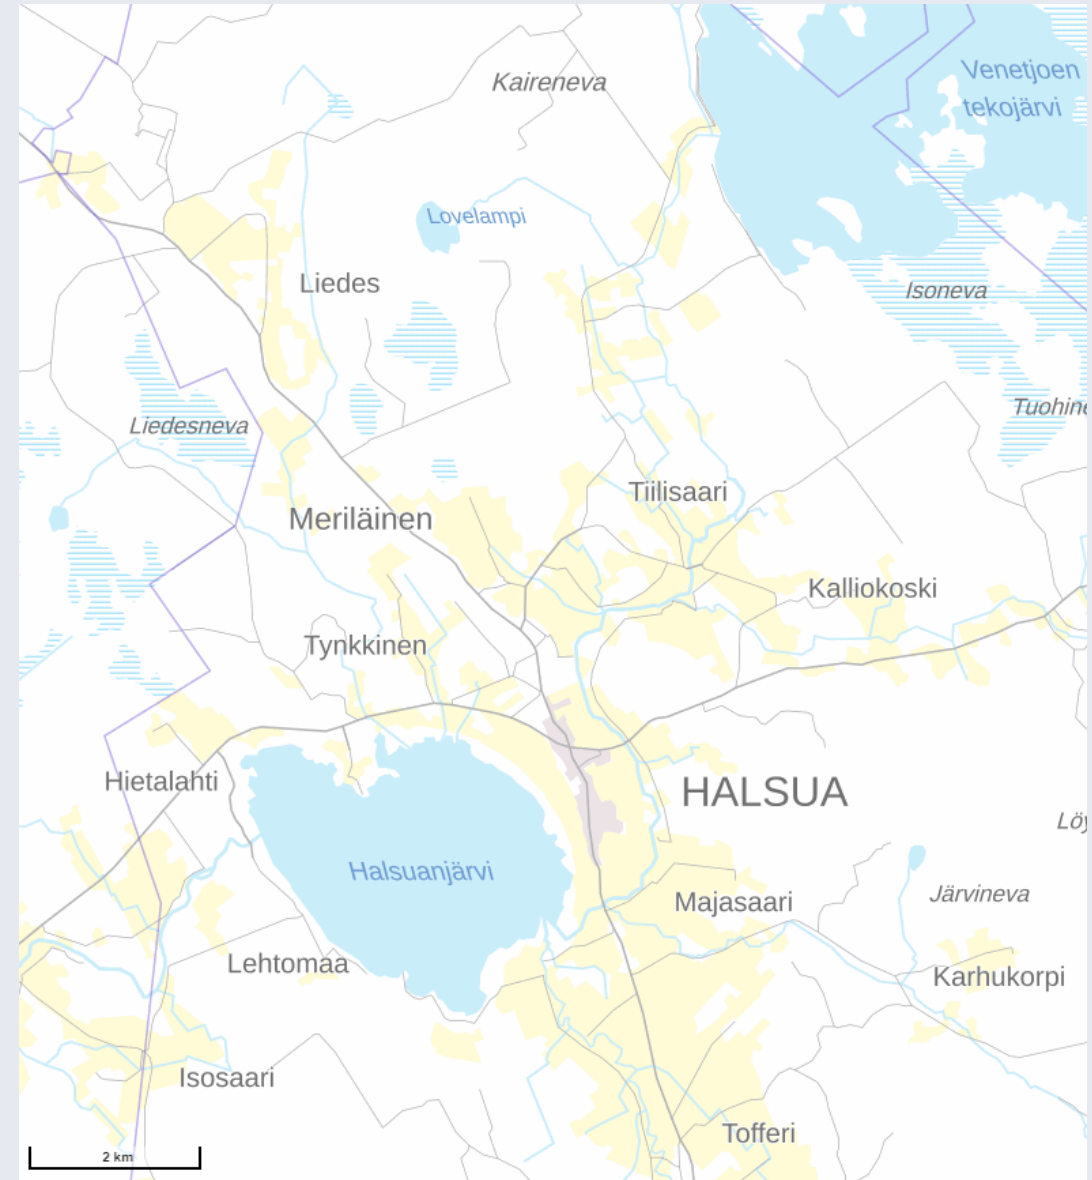 Venetjoen
tekojärvi
Kaireneva
Lovelampi
Liedes
Isoneva
Liedesneva
Tiilisaari
Meriläinen
Kalliokoski
Tynkkinen
Hietalahti
HALSUA
Halsuanjärvi
Järvineva
Majasaari
Lehtomaa
Karhukorpi
Isosaari
Tofferi
2 km